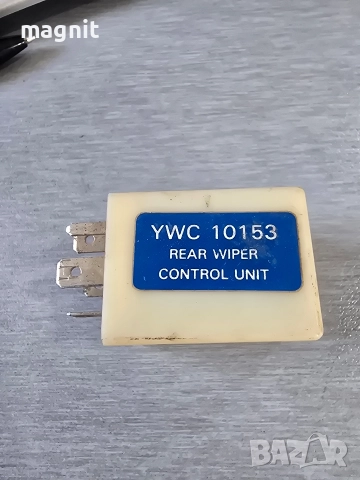 magnit
YWC 10153
REAR WIPER
CONTROL UNIT
BAZAR